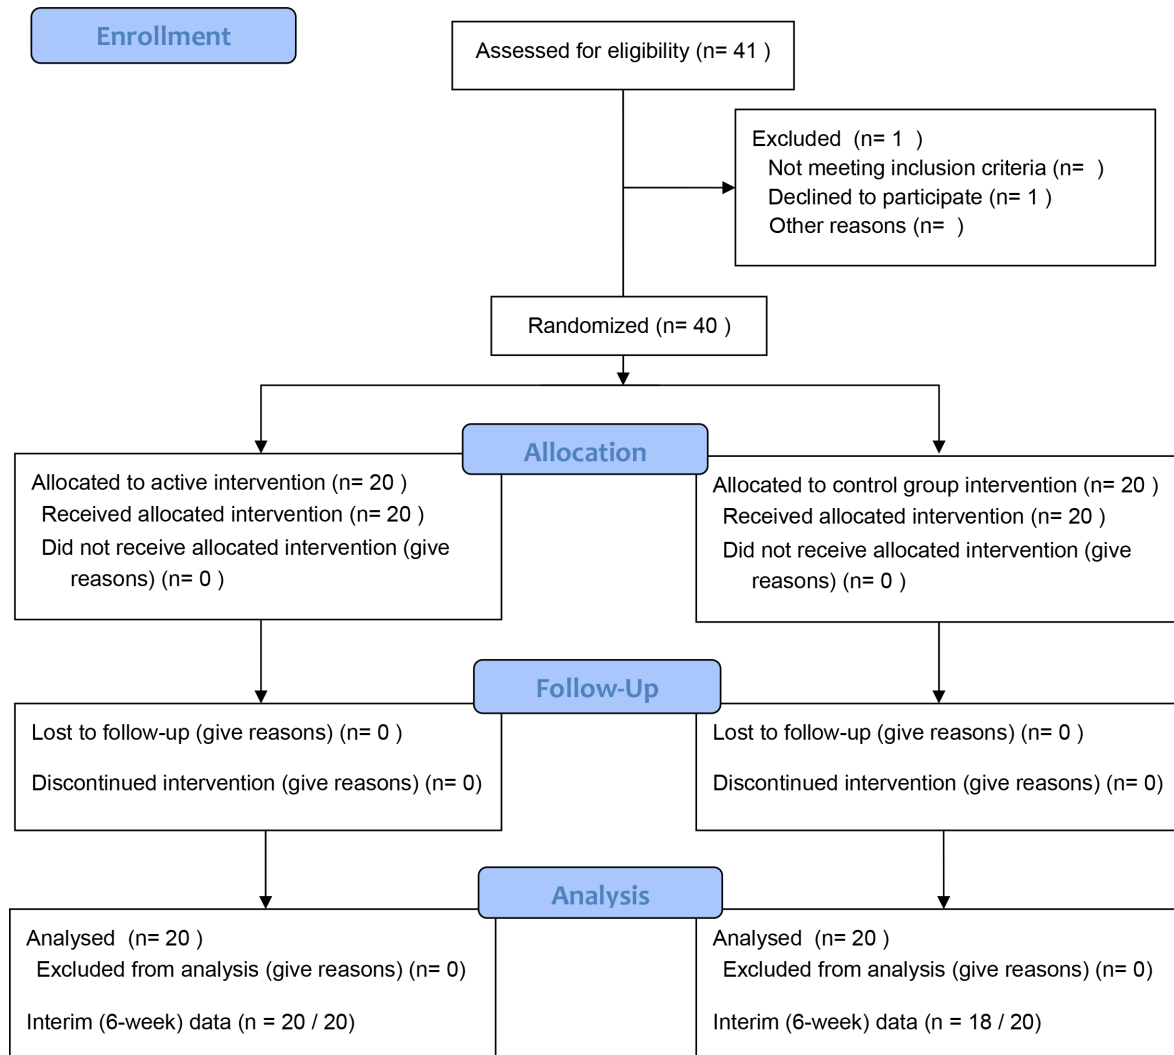 Enrollment
Assessed for eligibility (n= 41 )
Excluded (n= 1 )
Not meeting inclusion criteria (n= )
Declined to participate (n= 1 )
Other reasons (n= )
Randomized (n= 40 )
Allocation
Allocated to active intervention (n= 20 )
Received allocated intervention (n= 20 )
Did not receive allocated intervention (give
reasons) (n= 0 )
Allocated to control group intervention (n= 20 )
Received allocated intervention (n= 20 )
Did not receive allocated intervention (give
reasons) (n= 0 )
Follow-Up
Lost to follow-up (give reasons) (n= 0 )
Discontinued intervention (give reasons) (n= 0)
Lost to follow-up (give reasons) (n= 0 )
Discontinued intervention (give reasons) (n= 0)
Analysis
Analysed (n= 20 )
Excluded from analysis (give reasons) (n= 0)
Interim (6-week) data (n = 20 / 20)
Analysed (n= 20 )
Excluded from analysis (give reasons) (n= 0)
Interim (6-week) data (n = 18 / 20)